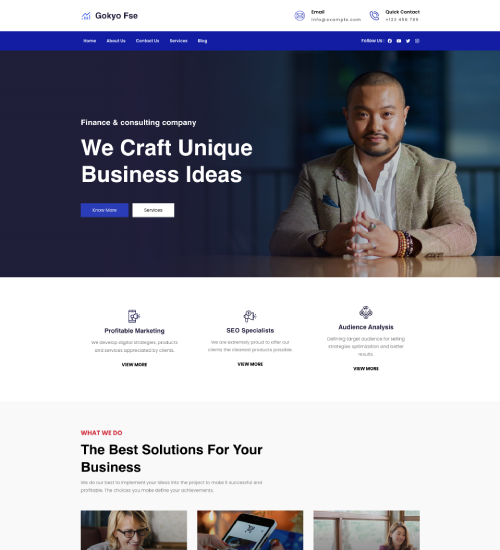 Gokyo Fse
Email
info@example.com
Quick Contact
+123 456 789
Home About Us Contact Us Services Blog
Follow Us :
Finance & consulting company
We Craft Unique
Business Ideas
Know More
Services
Profitable Marketing
We develop digital strategies, products
and services appreciated by clients.
VIEW MORE
SEO Specialists
We are extremely proud to offer our
clients the cleanest products possible.
VIEW MORE
Audience Analysis
Defining target audience for selling
strategies optimization and better
results.
VIEW MORE
WHAT WE DO
The Best Solutions For Your
Business
We do our best to implement your ideas into the project to make it successful and
profitable. The choices you make define your achievements.